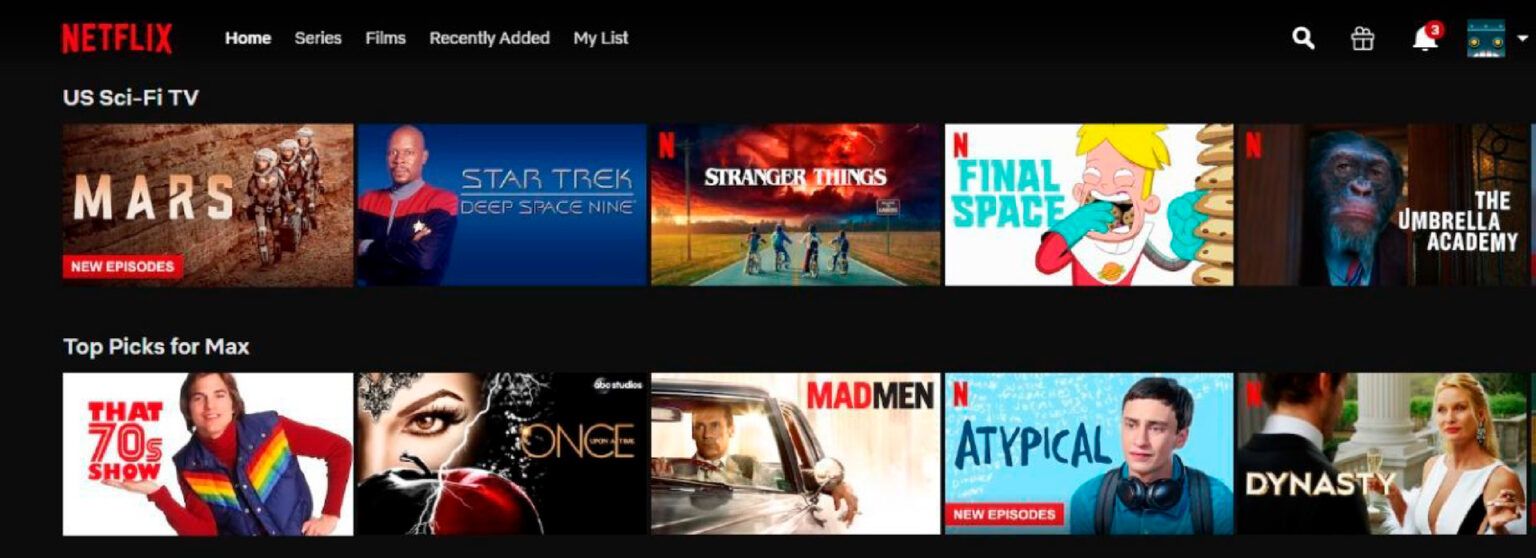 NETFLIX
Home Series Films Recently Added My List
3
US Sci-Fi TV
MARS
NEW EPISODES
STAR TREK
DEEP SPACE NINE
N
STRANGER THINGS
N
FINAL
SPACE
N
THE
UMBRELLA
ACADEMY
Top Picks for Max
THAT
70s
SHOW
abc studios
ONCE
UPON A TIME
MADMEN
N
ATYPICAL
NEW EPISODES
N
DYNASTY